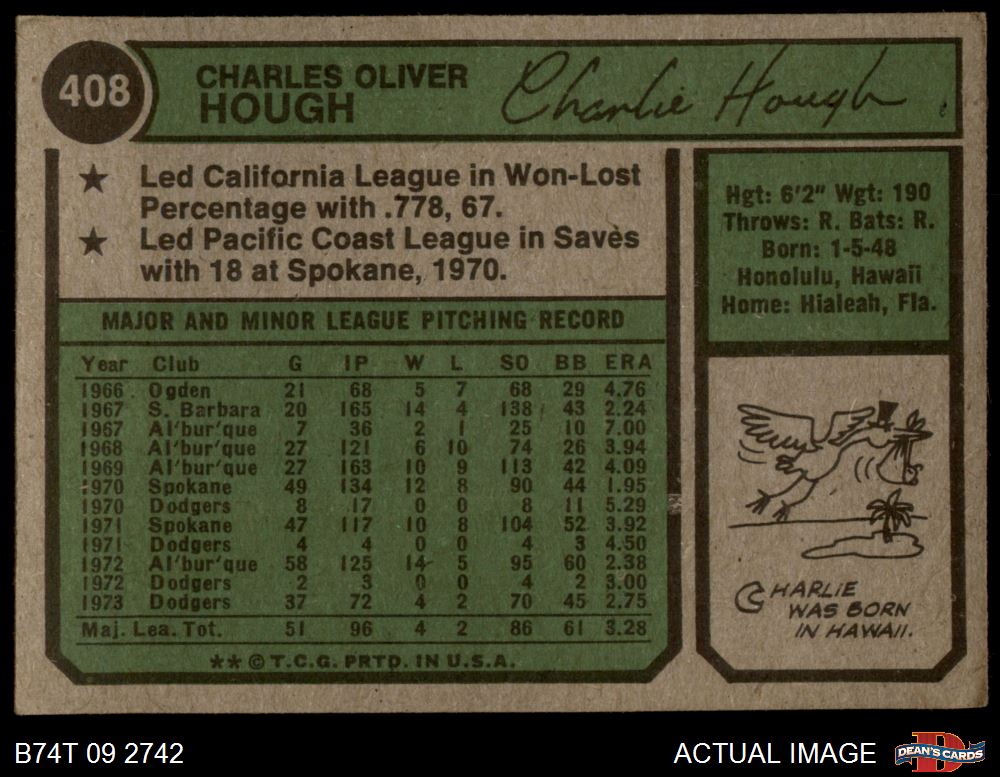 408
CHARLES OLIVER
HOUGH
Charlie Hough
★ Led California League in Won-Lost
Percentage with .778, 67.
★ Led Pacific Coast League in Saves
with 18 at Spokane, 1970.
Hgt: 6'2" Wgt: 190
Throws: R. Bats: R.
Born: 1-5-48
Honolulu, Hawaii
Home: Hialeah, Fla.
MAJOR AND MINOR LEAGUE PITCHING RECORD
Year Club G IP W L SO BB ERA
1966 Ogden 21 68 5 7 68 29 4.76
1967 S. Barbara 20 165 14 4 138 43 2.24
1967 Al'bur'que 7 36 2 1 25 10 7.00
1968 Al'bur'que 27 121 6 10 74 26 3.94
1969 Al'bur'que 27 163 10 9 113 42 4.09
1970 Spokane 49 134 12 8 90 44 1.95
1970 Dodgers 8 17 0 0 8 11 5.29
1971 Spokane 47 117 10 8 104 52 3.92
1971 Dodgers 4 4 0 0 4 3 4.50
1972 Al'bur'que 58 125 14 5 95 60 2.38
1972 Dodgers 2 3 0 0 4 2 3.00
1973 Dodgers 37 72 4 2 70 45 2.75
Maj. Lea. Tot. 51 96 4 2 86 61 3.28
** © T.C.G. PRTD. IN U.S.A.
CHARLIE
WAS BORN
IN HAWAII.
B74T 09 2742
ACTUAL IMAGE
D
DEAN'S CARDS